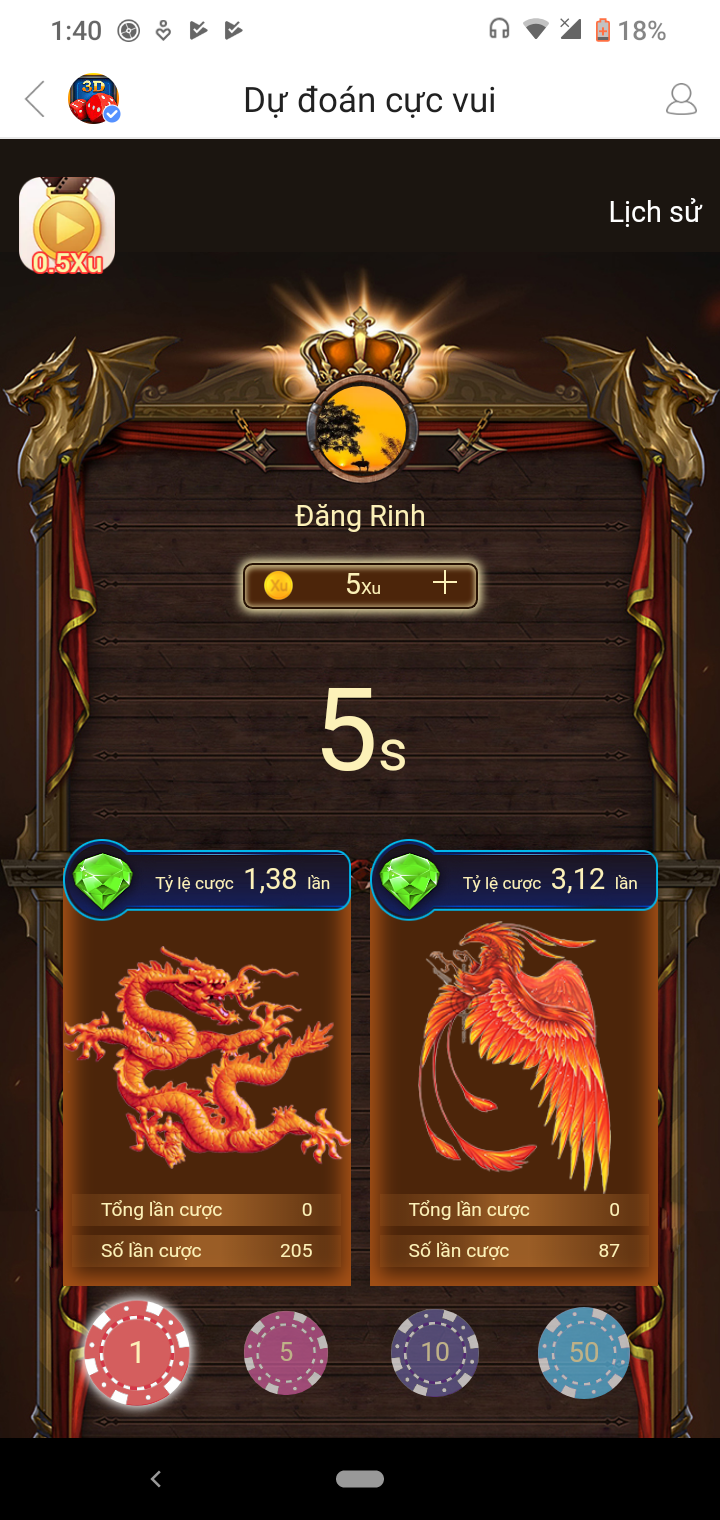 1:40
18%
3D
Dự đoán cực vui
0.5Xu
Lịch sử
Đăng Rinh
Xu
5Xu
5s
Tỷ lệ cược 1,38 lần
Tỷ lệ cược 3,12 lần
Tổng lần cược 0
Tổng lần cược 0
Số lần cược 205
Số lần cược 87
1
5
10
50